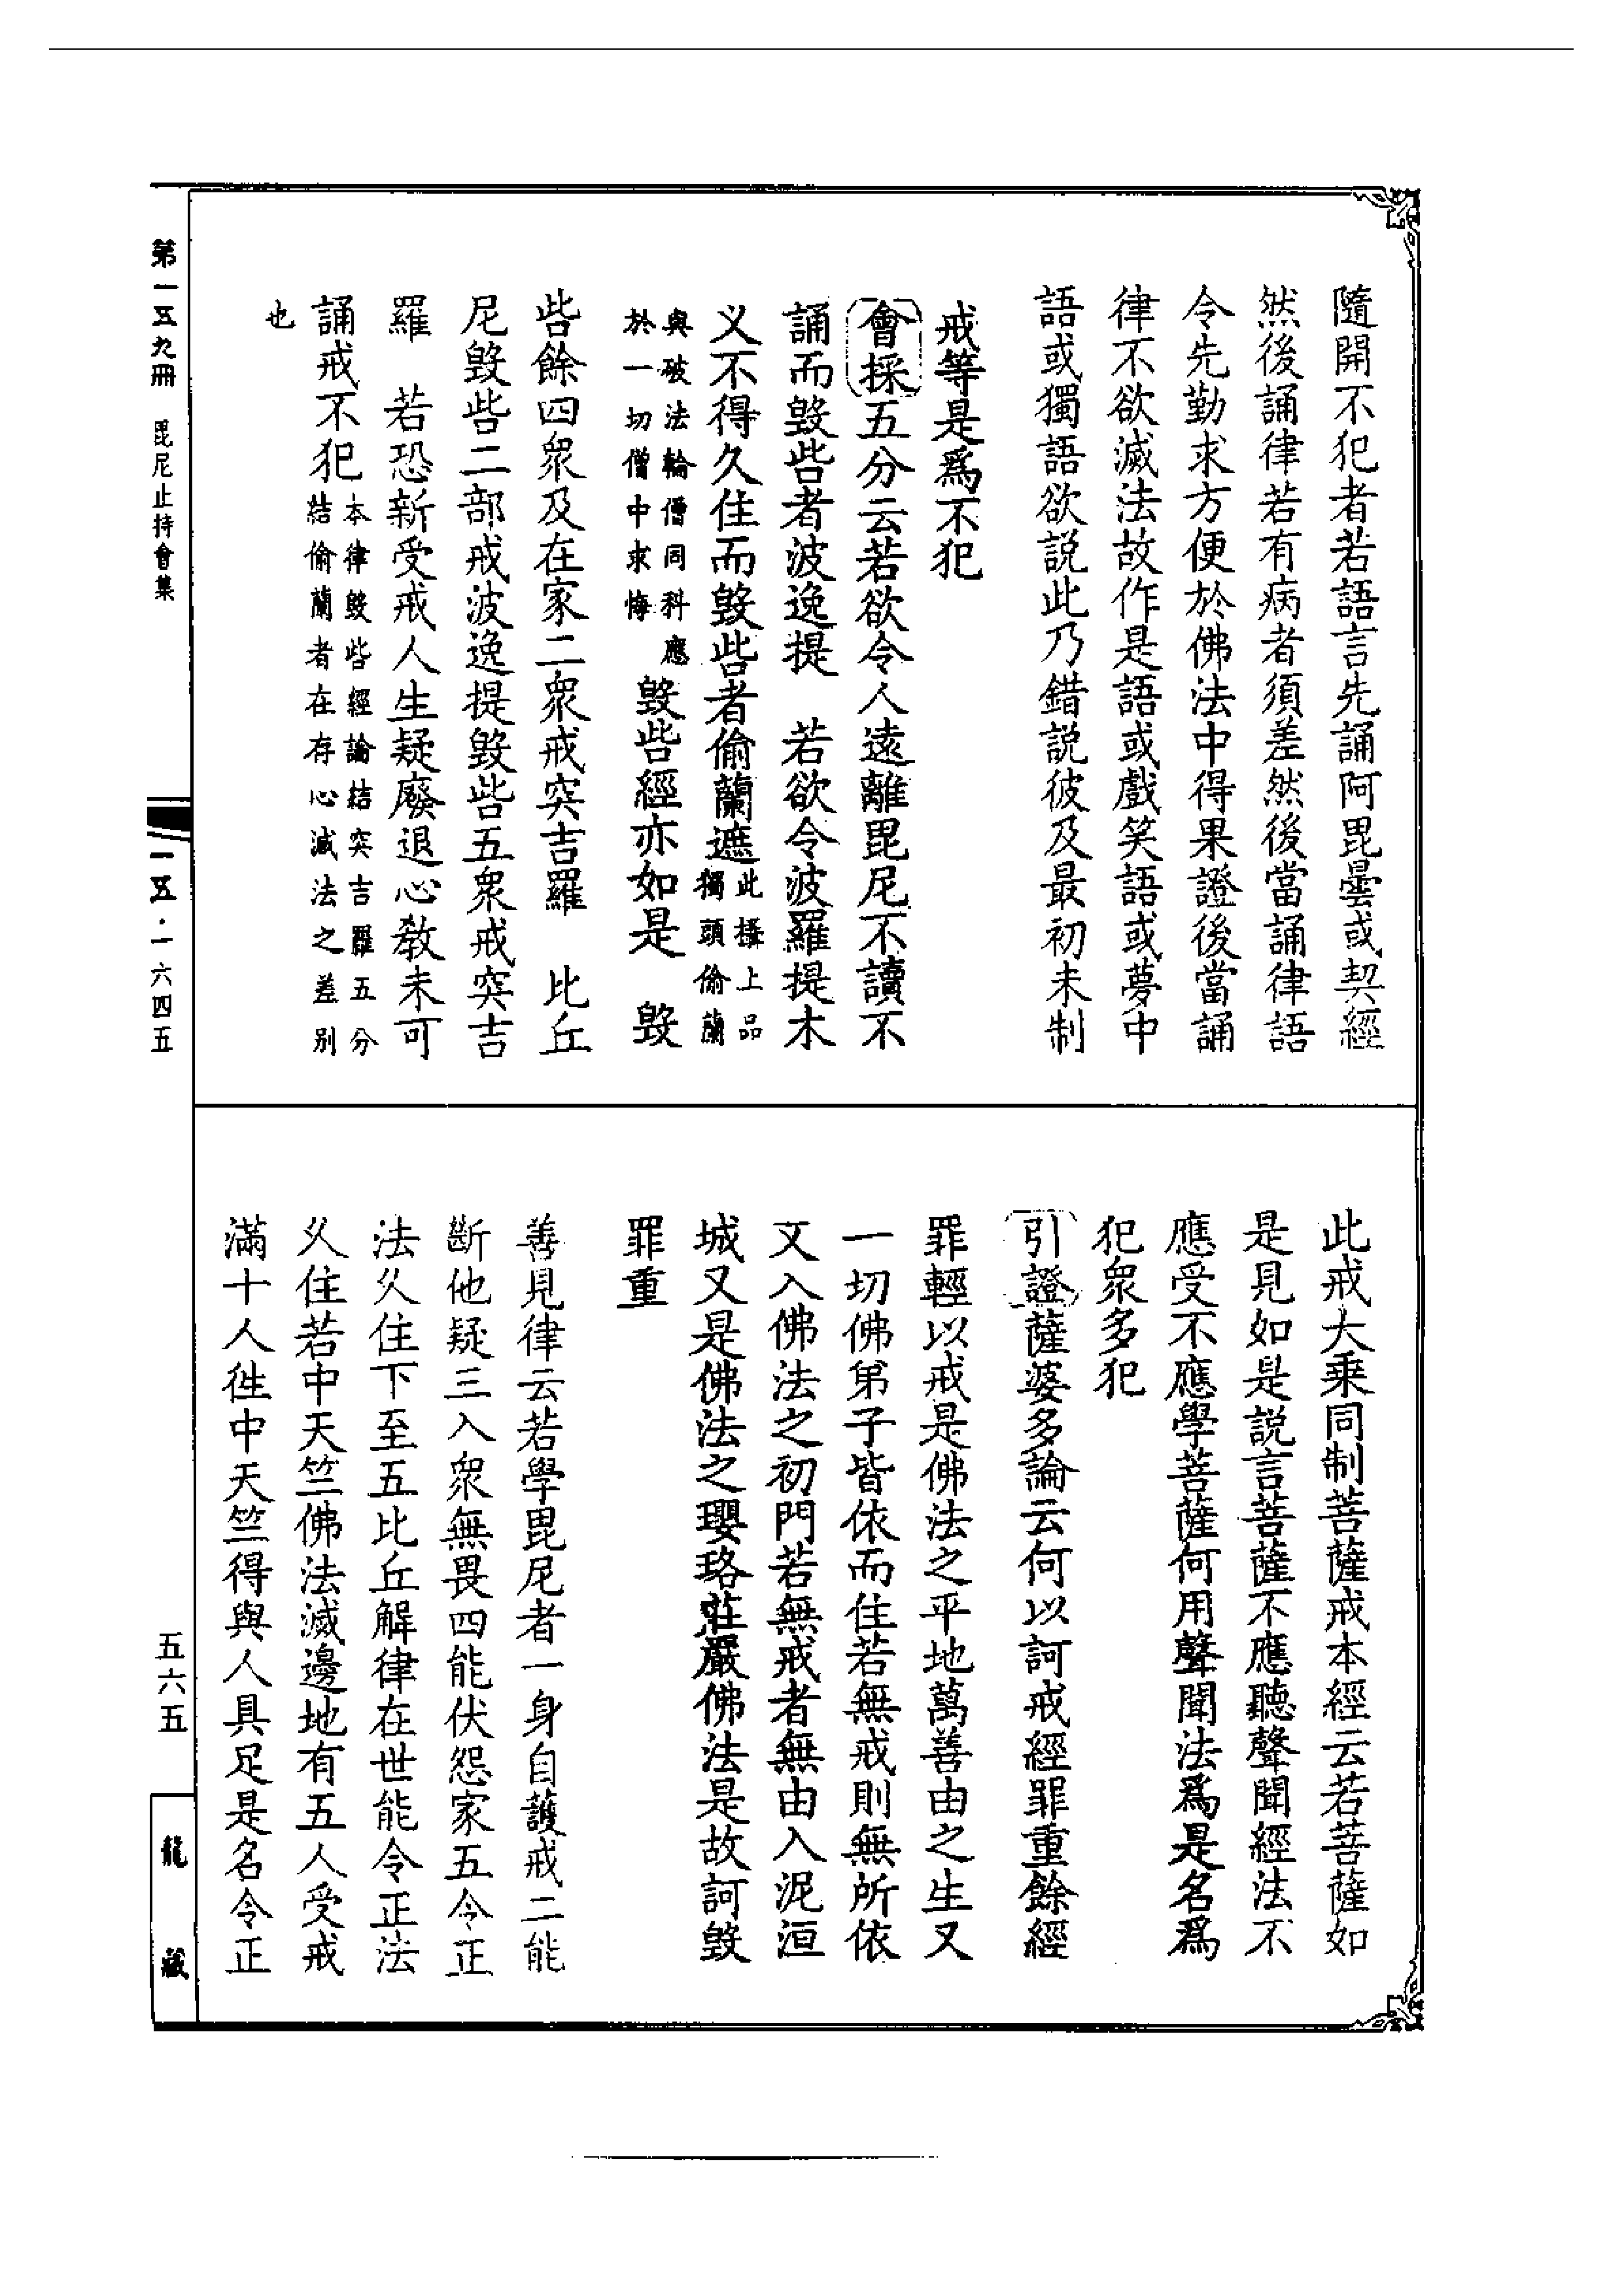 隨開不犯者若語言先誦阿毘曇或契經
然後誦律若有病者須差然後當誦律語
令先勤求方便於佛法中得果證後當誦
律不欲滅法故作是語或戲笑語或夢中
語或獨語欲說此乃錯說彼及最初未制
戒等是爲不犯
會採五分云若欲令人遠離毘尼不讀不
誦而毀呰者波逸提　若欲令波羅提木
义不得久住而毀呰者偷蘭遮此攝上品獨頭偷蘭
與破法輪僧同科應於一切僧中求悔毀呰經亦如是　毀
呰餘四衆及在家二衆戒突吉羅　比丘
尼毀呰二部戒波逸提毀呰五衆戒突吉
羅　若恐新受戒人生疑廢退心教未可
誦戒不犯本律毀呰經論結突吉羅五分結偷蘭者在存心滅法之差别
也
此戒大乘同制菩薩戒本經云若菩薩如
是見如是說言菩薩不應聽聲聞經法不
應受不應學菩薩何用聲聞法爲是名爲
犯衆多犯
引證薩婆多論云何以訶戒經罪重餘經
罪輕以戒是佛法之平地萬善由之生又
一切佛弟子皆依而住若無戒則無所依
又入佛法之初門若無戒者無由入泥洹
城又是佛法之瓔珞莊嚴佛法是故訶毀
罪重
善見律云若學毘尼者一身自護戒二能
斷他疑三入衆無畏四能伏怨家五令正
法久住下至五比丘解律在世能令正法
久住若中天竺佛法滅邊地有五人受戒
滿十人徃中天竺得與人具足是名令正
第一五九冊　毘尼止持會集
一五·一六四五
五六五
龍藏